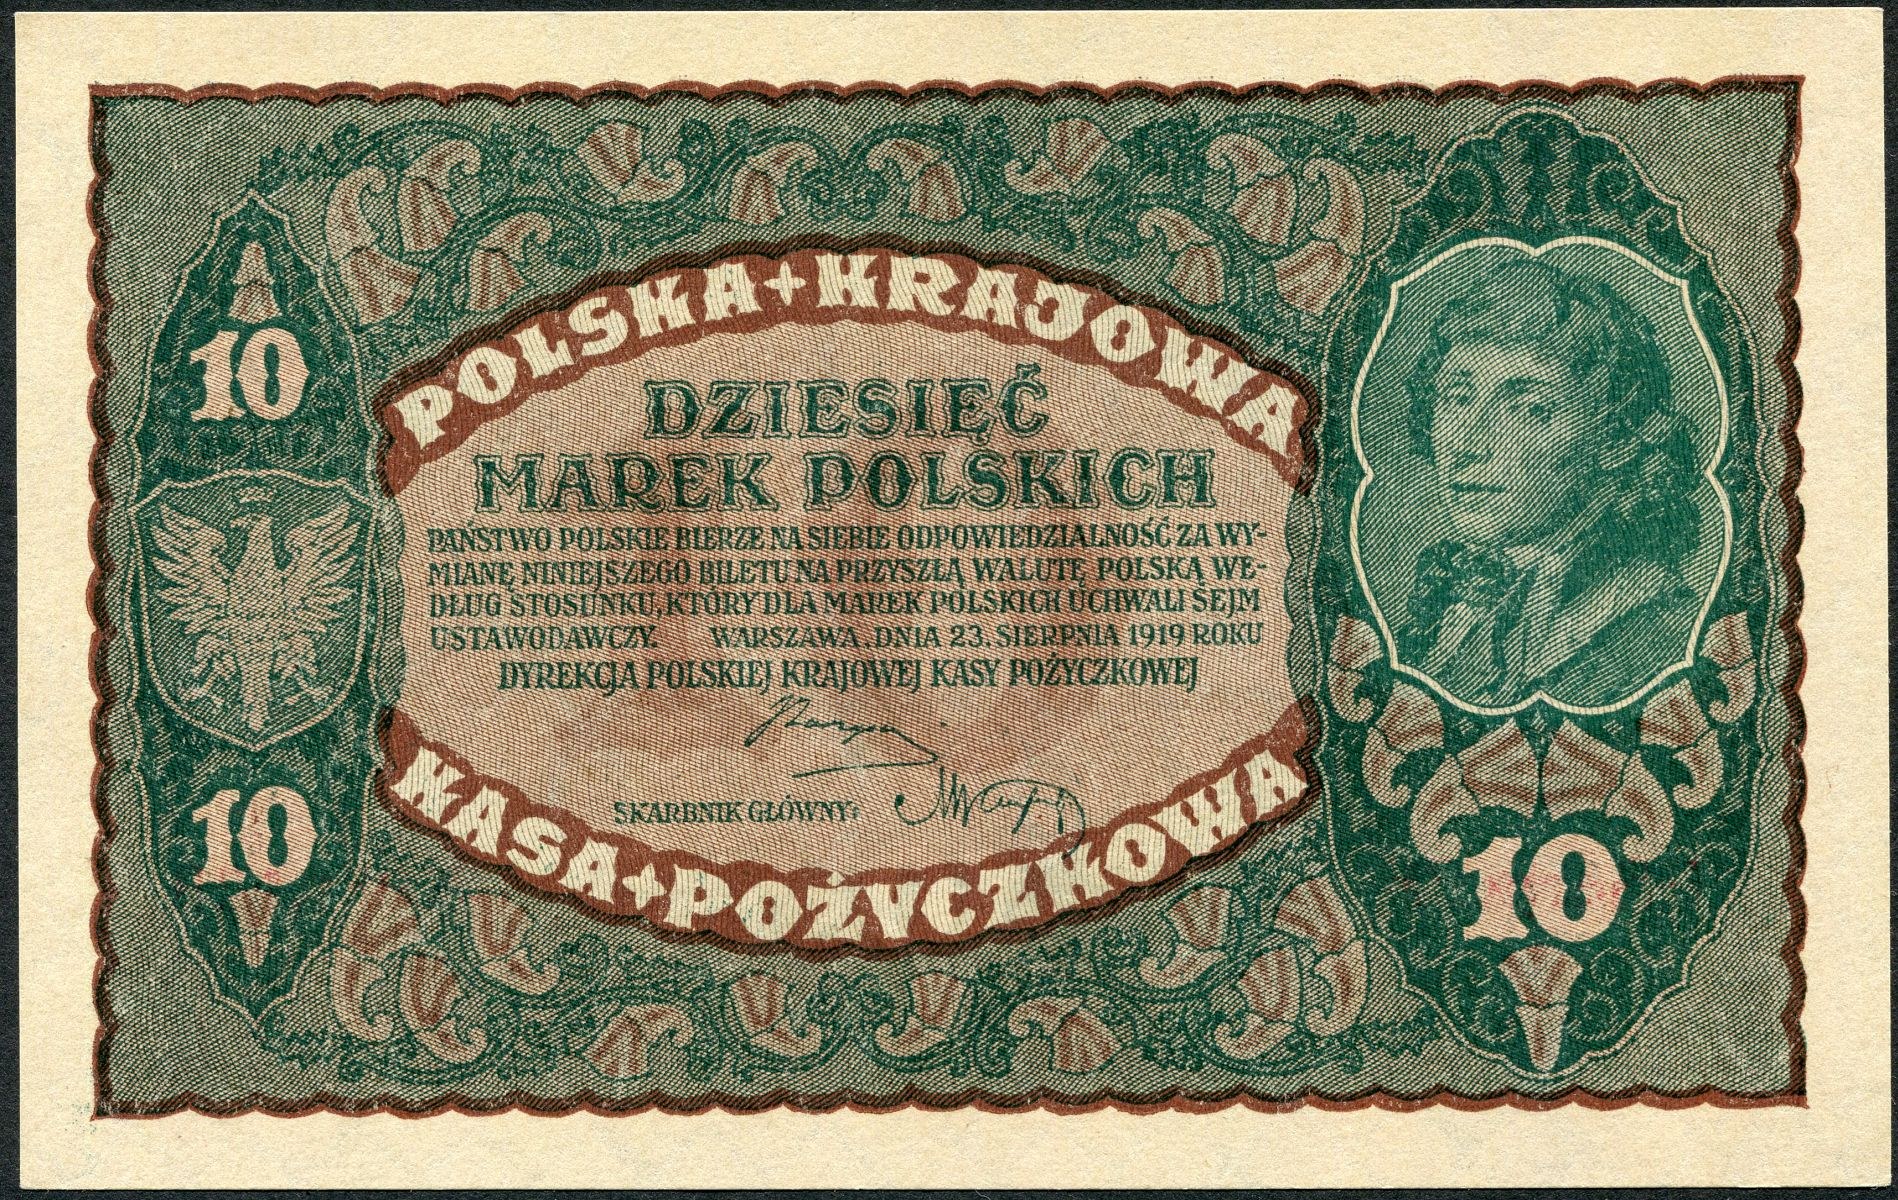 POLSKA + KRAJOWA
10
DZIESIĘĆ
MAREK POLSKICH
PAŃSTWO POLSKIE BIERZE NA SIEBIE ODPOWIEDZIALNOŚĆ ZA WY-
MIANĘ NINIEJSZEGO BILETU NA PRZYSZŁĄ WALUTĘ POLSKĄ WE-
DŁUG STOSUNKU, KTÓRY DLA MAREK POLSKICH UCHWALI SEJM
USTAWODAWCZY. WARSZAWA, DNIA 23. SIERPNIA 1919 ROKU
DYREKCJA POLSKIEJ KRAJOWEJ KASY POŻYCZKOWEJ
SKARBNIK GŁÓWNY:
10
10
KASA + POŻYCZKOWA